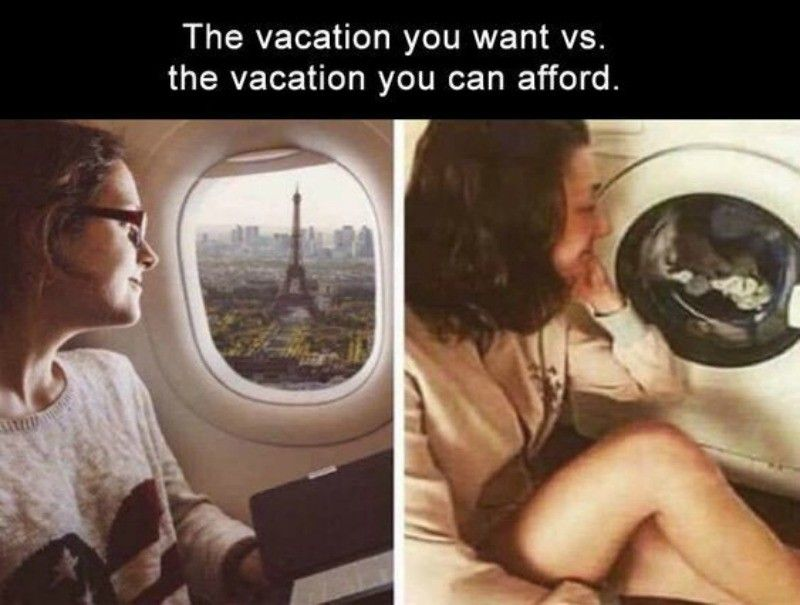 The vacation you want vs.
the vacation you can afford.